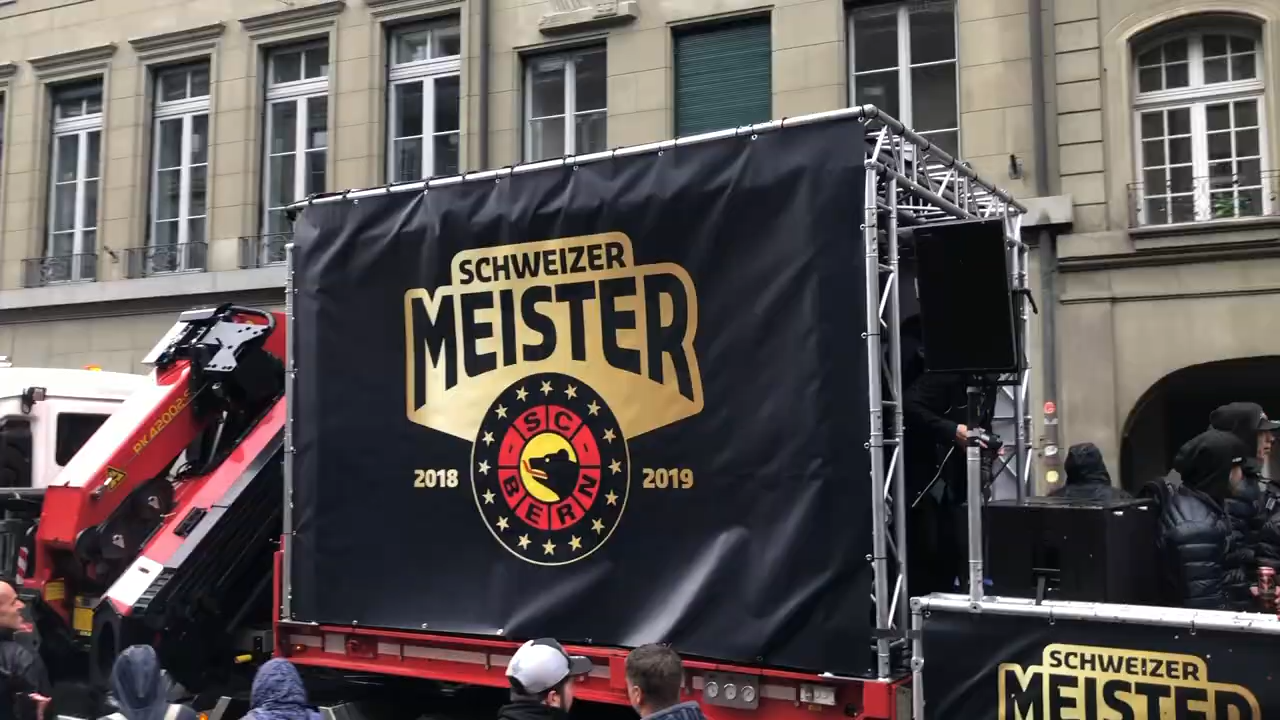 SCHWEIZER
MEISTER
SC
BERN
2018
2019
SCHWEIZER
MEISTER